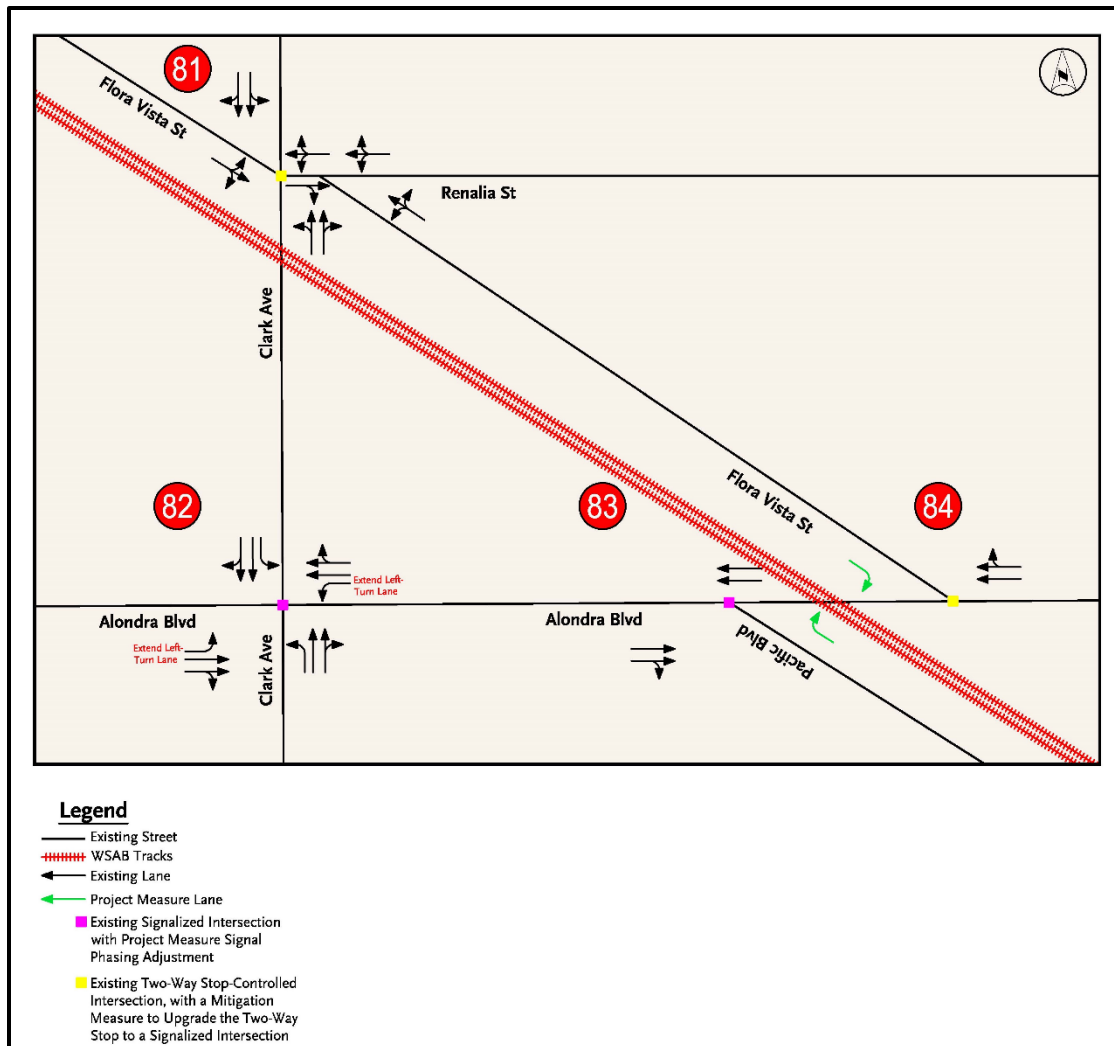 81
N
Flora Vista St
Renalia St
Clark Ave
82
83
Flora Vista St
84
Extend Left-
Turn Lane
Alondra Blvd
Alondra Blvd
Extend Left-
Turn Lane
Clark Ave
Pacific Blvd
Legend
Existing Street
WSAB Tracks
Existing Lane
Project Measure Lane
Existing Signalized Intersection
with Project Measure Signal
Phasing Adjustment
Existing Two-Way Stop-Controlled
Intersection, with a Mitigation
Measure to Upgrade the Two-Way
Stop to a Signalized Intersection